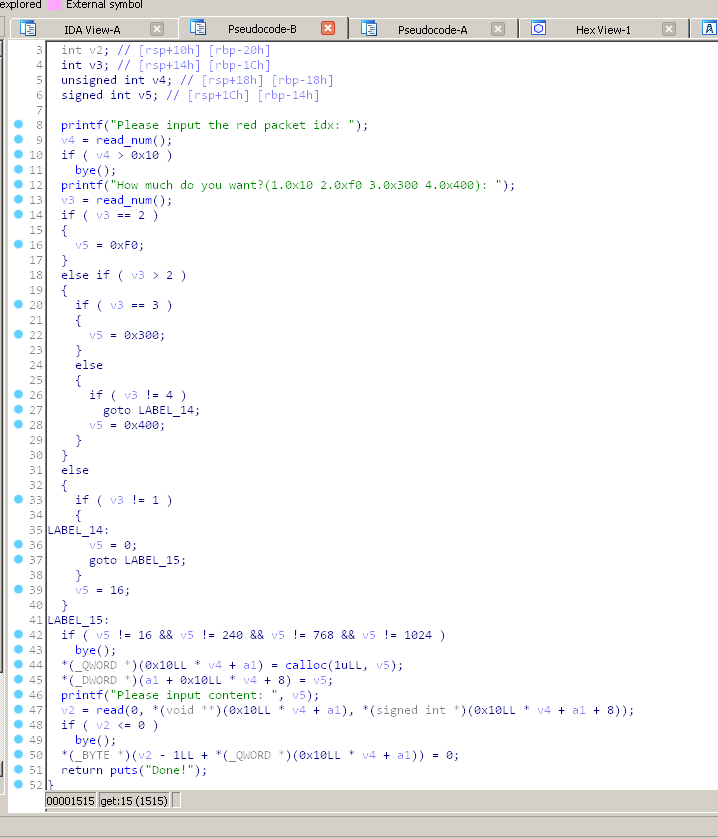 explored External symbol
IDA View-A Pseudocode-B Pseudocode-A Hex View-1 A
3 int v2; // [rsp+10h] [rbp-20h]
4 int v3; // [rsp+14h] [rbp-1Ch]
5 unsigned int v4; // [rsp+18h] [rbp-18h]
6 signed int v5; // [rsp+1Ch] [rbp-14h]
7
8 printf("Please input the red packet idx: ");
9 v4 = read_num();
10 if ( v4 > 0x10 )
11 bye();
12 printf("How much do you want?(1.0x10 2.0xf0 3.0x300 4.0x400): ");
13 v3 = read_num();
14 if ( v3 == 2 )
15 {
16 v5 = 0xF0;
17 }
18 else if ( v3 > 2 )
19 {
20 if ( v3 == 3 )
21 {
22 v5 = 0x300;
23 }
24 else
25 {
26 if ( v3 != 4 )
27 goto LABEL_14;
28 v5 = 0x400;
29 }
30 }
31 else
32 {
33 if ( v3 != 1 )
34 {
35 LABEL_14:
36 v5 = 0;
37 goto LABEL_15;
38 }
39 v5 = 16;
40 }
41 LABEL_15:
42 if ( v5 != 16 && v5 != 240 && v5 != 768 && v5 != 1024 )
43 bye();
44 *(_QWORD *)(0x10LL * v4 + a1) = calloc(1uLL, v5);
45 *(_DWORD *)(a1 + 0x10LL * v4 + 8) = v5;
46 printf("Please input content: ", v5);
47 v2 = read(0, *(void **)(0x10LL * v4 + a1), *(signed int *)(0x10LL * v4 + a1 + 8));
48 if ( v2 <= 0 )
49 bye();
50 *(_BYTE *)(v2 - 1LL + *(_QWORD *)(0x10LL * v4 + a1)) = 0;
51 return puts("Done!");
52 }
00001515 get:15 (1515)